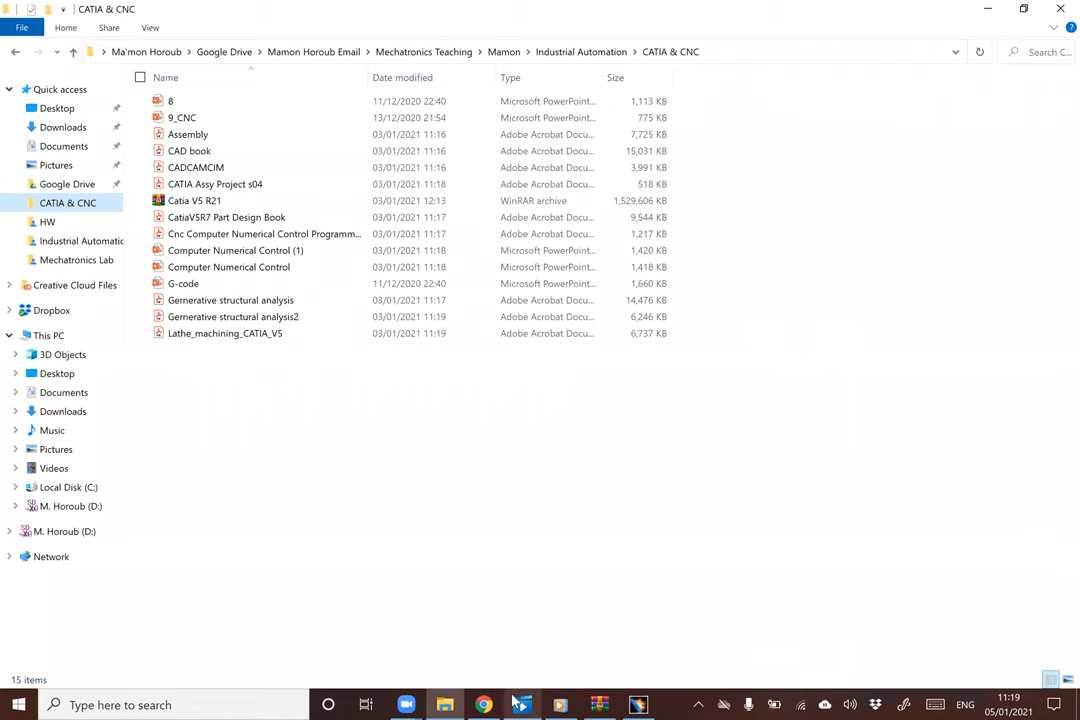 CATIA & CNC
File Home Share View
Ma'mon Horoub > Google Drive > Mamon Horoub Email > Mechatronics Teaching > Mamon > Industrial Automation > CATIA & CNC
Search C...
Name Date modified Type Size
8 11/12/2020 22:40 Microsoft PowerPoint... 1,113 KB
9_CNC 13/12/2020 21:54 Microsoft PowerPoint... 775 KB
Assembly 03/01/2021 11:16 Adobe Acrobat Docu... 7,725 KB
CAD book 03/01/2021 11:16 Adobe Acrobat Docu... 15,031 KB
CADCAMCIM 03/01/2021 11:16 Adobe Acrobat Docu... 3,991 KB
CATIA Assy Project s04 03/01/2021 11:18 Adobe Acrobat Docu... 518 KB
Catia V5 R21 03/01/2021 12:13 WinRAR archive 1,529,606 KB
CatiaV5R7 Part Design Book 03/01/2021 11:17 Adobe Acrobat Docu... 9,544 KB
Cnc Computer Numerical Control Programm... 03/01/2021 11:17 Adobe Acrobat Docu... 1,217 KB
Computer Numerical Control (1) 03/01/2021 11:18 Microsoft PowerPoint... 1,420 KB
Computer Numerical Control 03/01/2021 11:18 Microsoft PowerPoint... 1,418 KB
G-code 11/12/2020 22:40 Microsoft PowerPoint... 1,660 KB
Gernerative structural analysis 03/01/2021 11:17 Adobe Acrobat Docu... 14,476 KB
Gernerative structural analysis2 03/01/2021 11:19 Adobe Acrobat Docu... 6,246 KB
Lathe_machining_CATIA_V5 03/01/2021 11:19 Adobe Acrobat Docu... 6,737 KB
Quick access
Desktop
Downloads
Documents
Pictures
Google Drive
CATIA & CNC
HW
Industrial Automatic
Mechatronics Lab
Creative Cloud Files
Dropbox
This PC
3D Objects
Desktop
Documents
Downloads
Music
Pictures
Videos
Local Disk (C:)
M. Horoub (D:)
M. Horoub (D:)
Network
15 items
Type here to search
ENG
11:19
05/01/2021